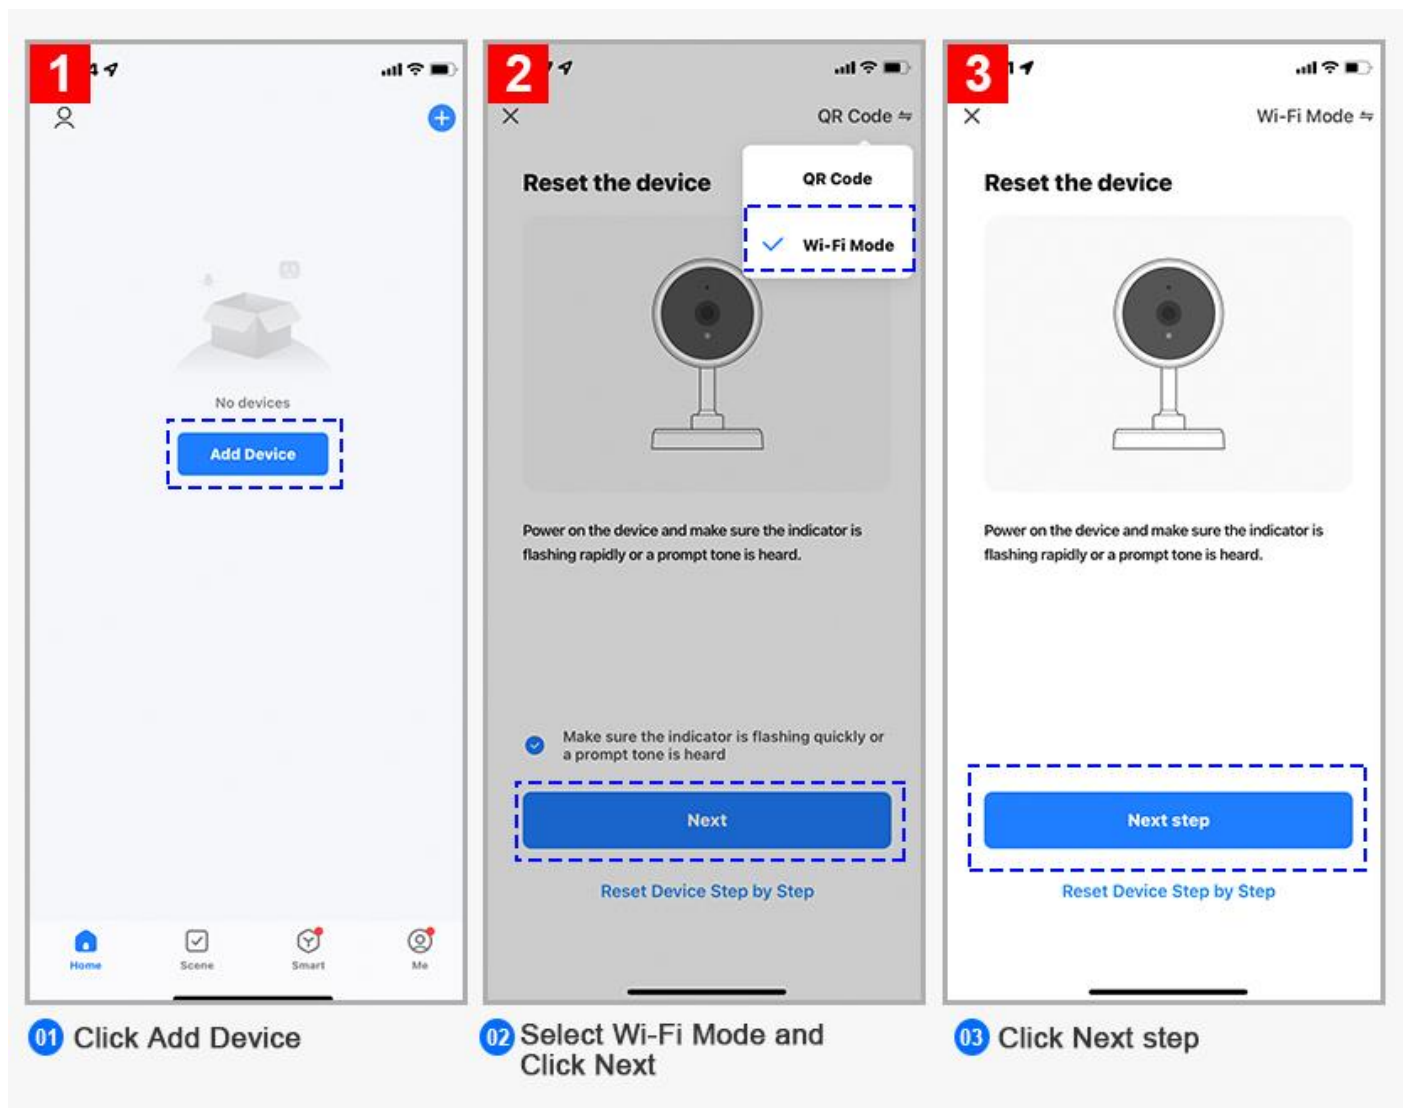 1
No devices
Add Device
Home
Scene
Smart
Me
01 Click Add Device
2
QR Code
QR Code
Wi-Fi Mode
Reset the device
Power on the device and make sure the indicator is
flashing rapidly or a prompt tone is heard.
Make sure the indicator is flashing quickly or
a prompt tone is heard
Next
Reset Device Step by Step
02 Select Wi-Fi Mode and
Click Next
3
Wi-Fi Mode
Reset the device
Power on the device and make sure the indicator is
flashing rapidly or a prompt tone is heard.
Next step
Reset Device Step by Step
03 Click Next step